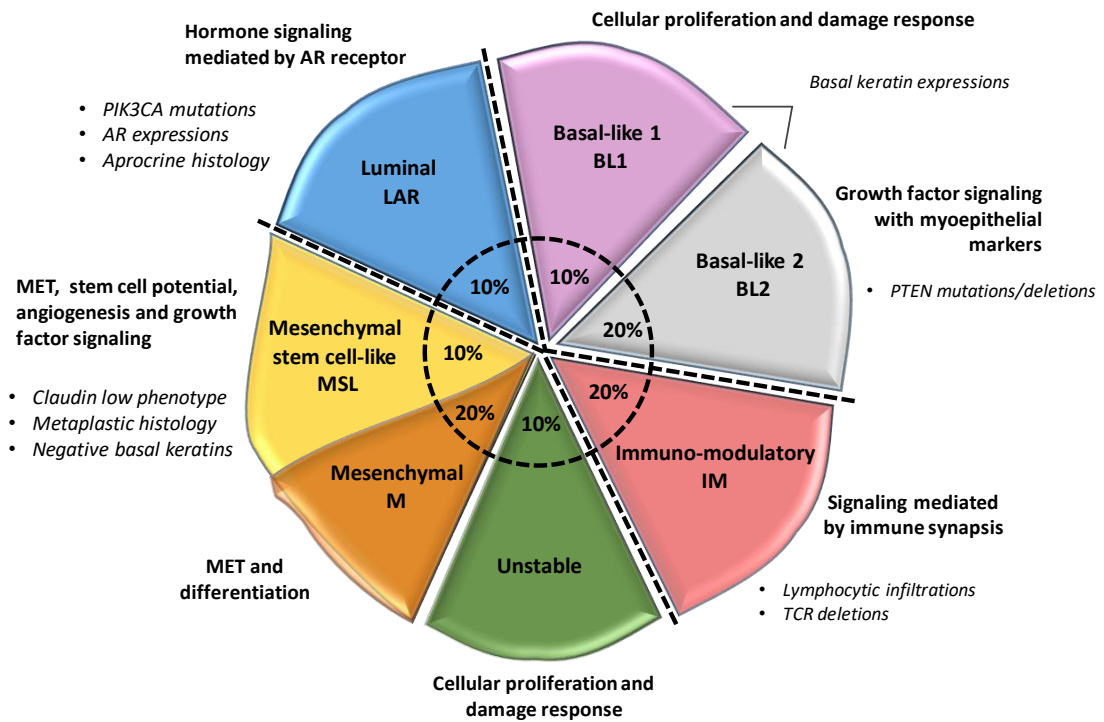 Cellular proliferation and damage response
Hormone signaling
mediated by AR receptor
• PIK3CA mutations
• AR expressions
• Aprocrine histology
Basal keratin expressions
Basal-like 1
BL1
Luminal
LAR
Growth factor signaling
with myoepithelial
markers
• PTEN mutations/deletions
Basal-like 2
BL2
10%
10%
20%
MET, stem cell potential,
angiogenesis and growth
factor signaling
• Claudin low phenotype
• Metaplastic histology
• Negative basal keratins
Mesenchymal
stem cell-like
MSL
10%
20%
10%
20%
Mesenchymal
M
Immuno-modulatory
IM
Unstable
Signaling mediated
by immune synapsis
• Lymphocytic infiltrations
• TCR deletions
MET and
differentiation
Cellular proliferation and
damage response